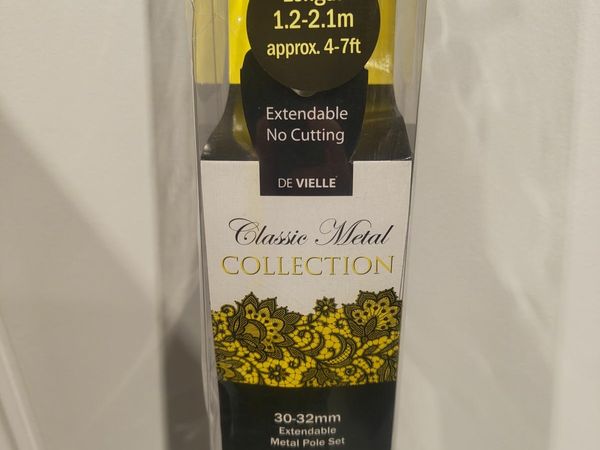 1.2-2.1m
approx. 4-7ft
Extendable
No Cutting
DE VIELLE
Classic Metal
COLLECTION
30-32mm
Extendable
Metal Pole Set